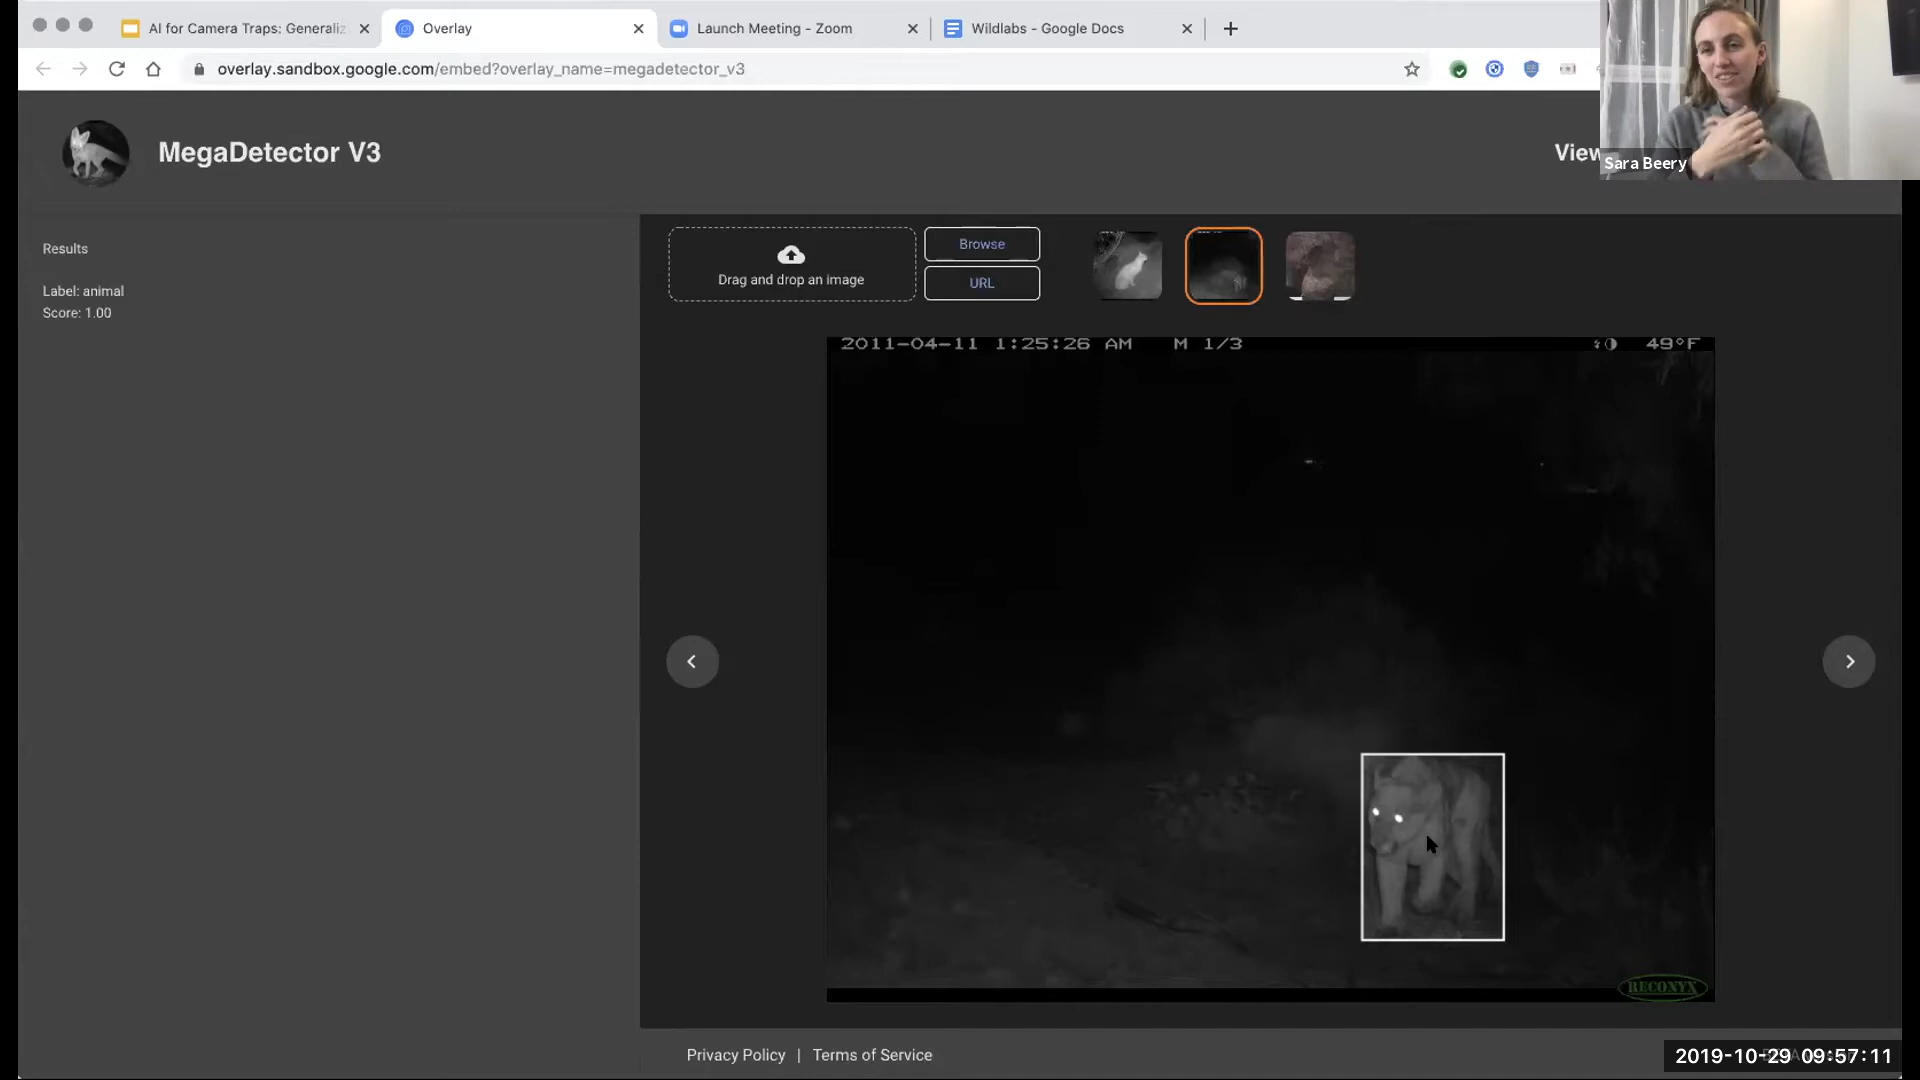 AI for Camera Traps: Generaliz
Overlay
Launch Meeting - Zoom
Wildlabs - Google Docs
overlay.sandbox.google.com/embed?overlay_name=megadetector_v3
MegaDetector V3
View
Sara Beery
Results
Label: animal
Score: 1.00
Drag and drop an image
Browse
URL
2011-04-11 1:25:26 AM M 1/3 49°F
RECONYX
Privacy Policy | Terms of Service
2019-10-29 09:57:11